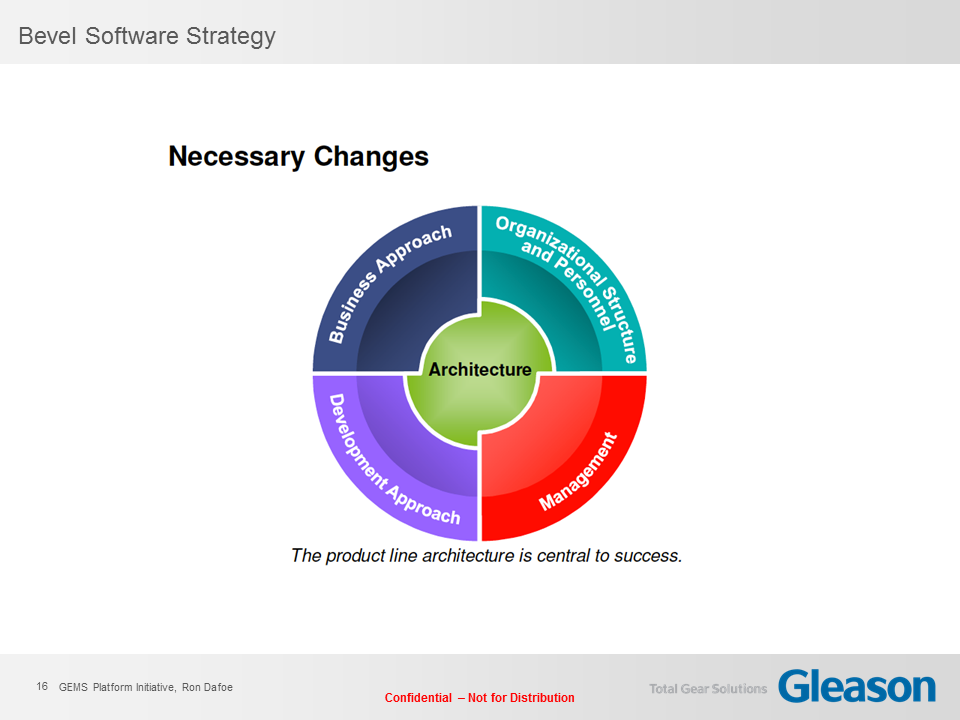 Bevel Software Strategy
Necessary Changes
Business Approach
Organizational Structure
and Personnel
Architecture
Development Approach
Management
The product line architecture is central to success.
16 GEMS Platform Initiative, Ron Dafoe
Confidential – Not for Distribution
Total Gear Solutions Gleason